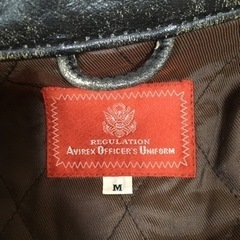 REGULATION
AVIREX OFFICER'S UNIFORM
M